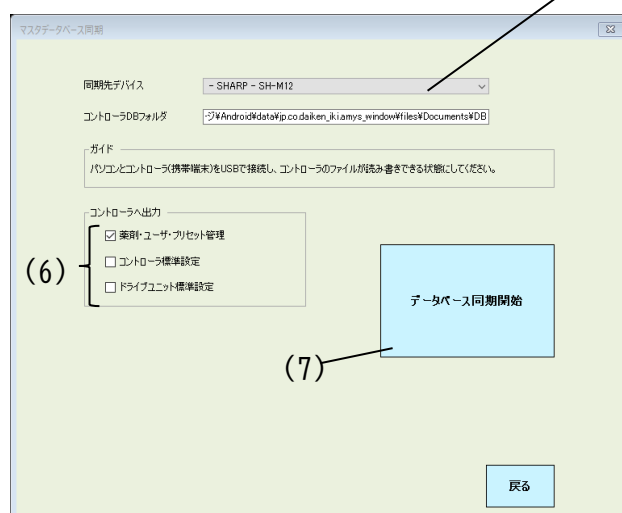 マスタデータベース同期
同期先デバイス
- SHARP - SH-M12
コントローラDBフォルダ
ｼﾞ¥Android¥data¥jp.co.daiken_iki.amys_window¥files¥Documents¥DB
ガイド
パソコンとコントローラ(携帯端末)をUSBで接続し、コントローラのファイルが読み書きできる状態にしてください。
コントローラへ出力
薬剤・ユーザ・プリセット管理
コントローラ標準設定
ドライブユニット標準設定
(6)
データベース同期開始
(7)
戻る